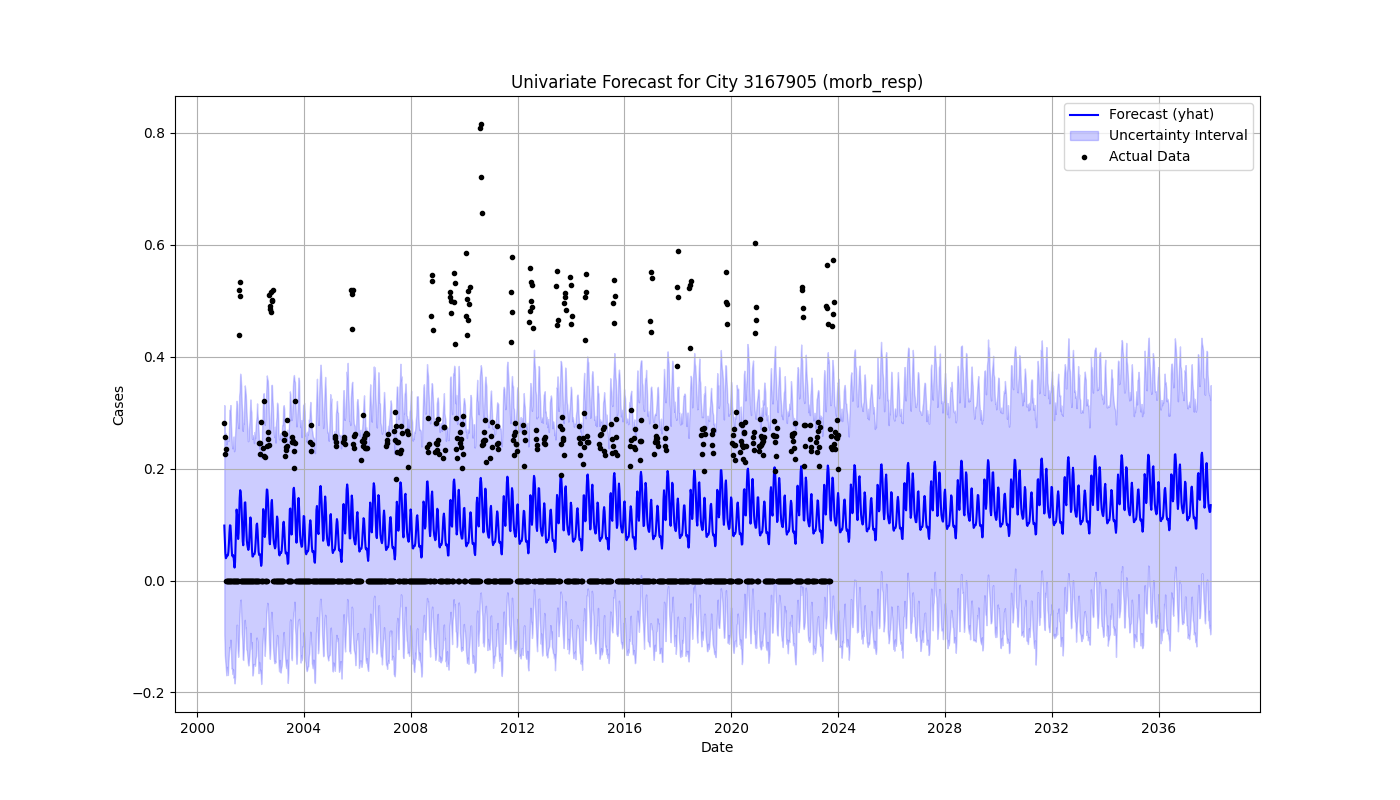 Univariate Forecast for City 3167905 (morb_resp)
Forecast (yhat)
Uncertainty Interval
Actual Data
Cases
0.8
0.6
0.4
0.2
0.0
−0.2
2000 2004 2008 2012 2016 2020 2024 2028 2032 2036
Date